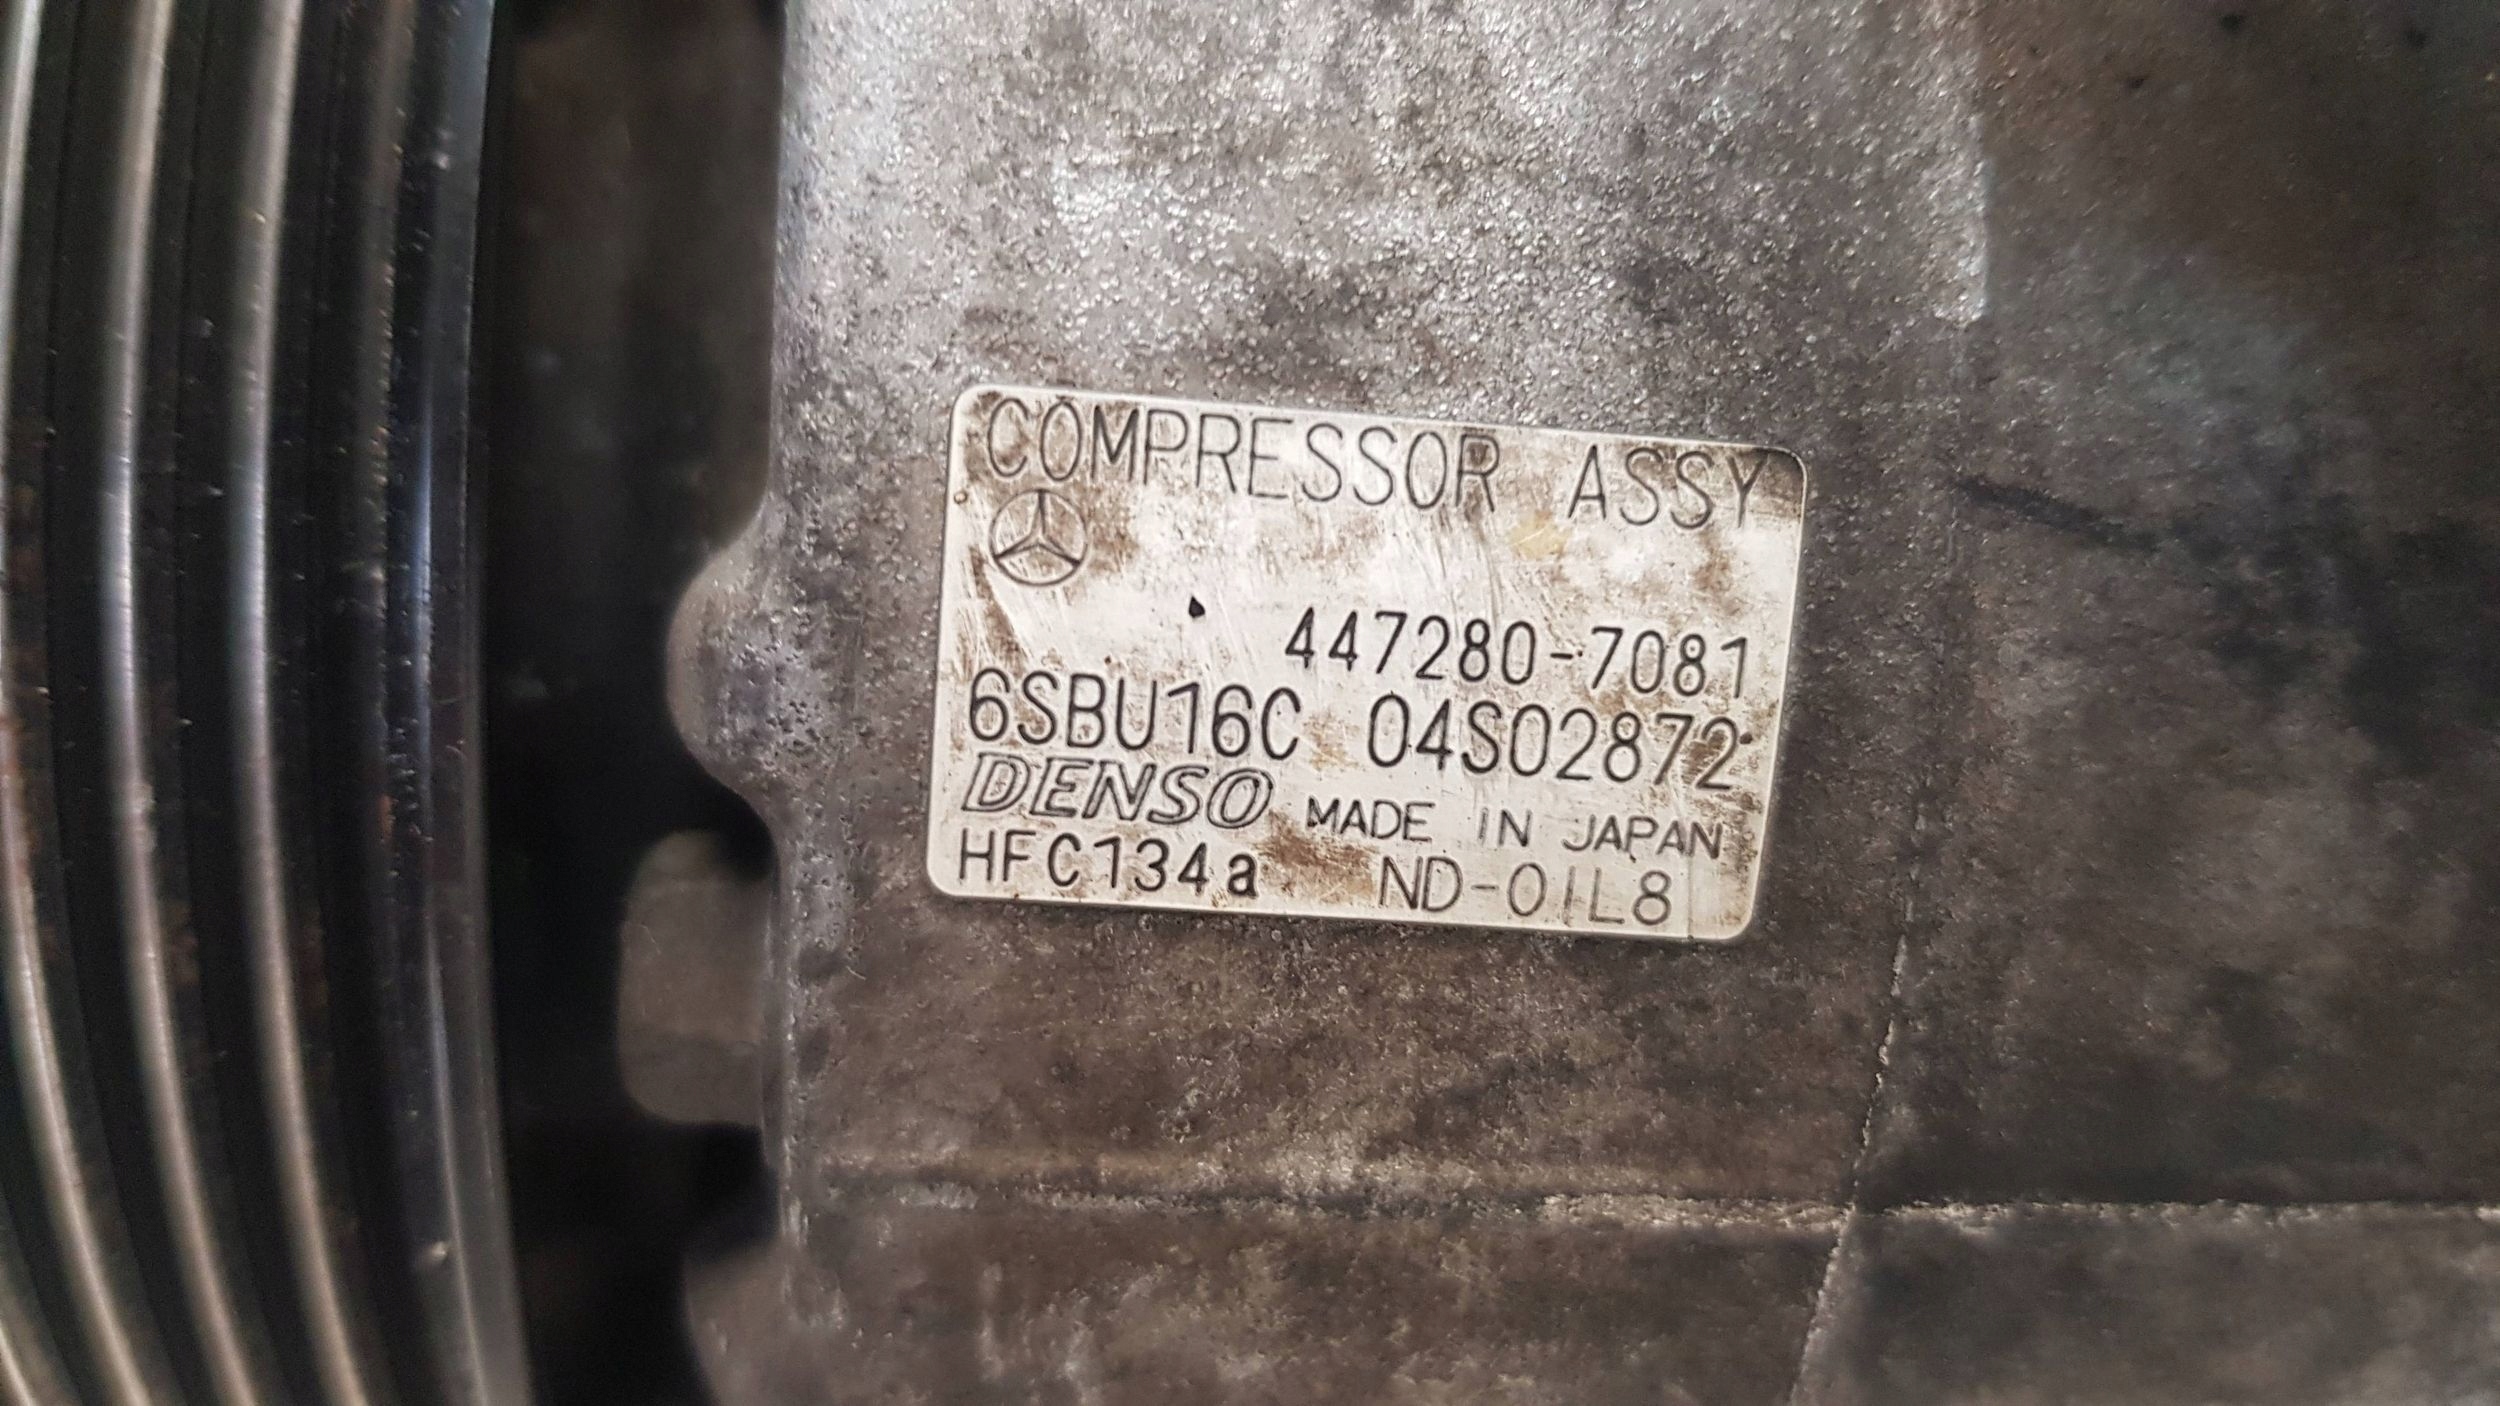 COMPRESSOR ASSY
447280-7081
6SBU16C 04S02872
DENSO MADE IN JAPAN
HFC134a ND-OIL8